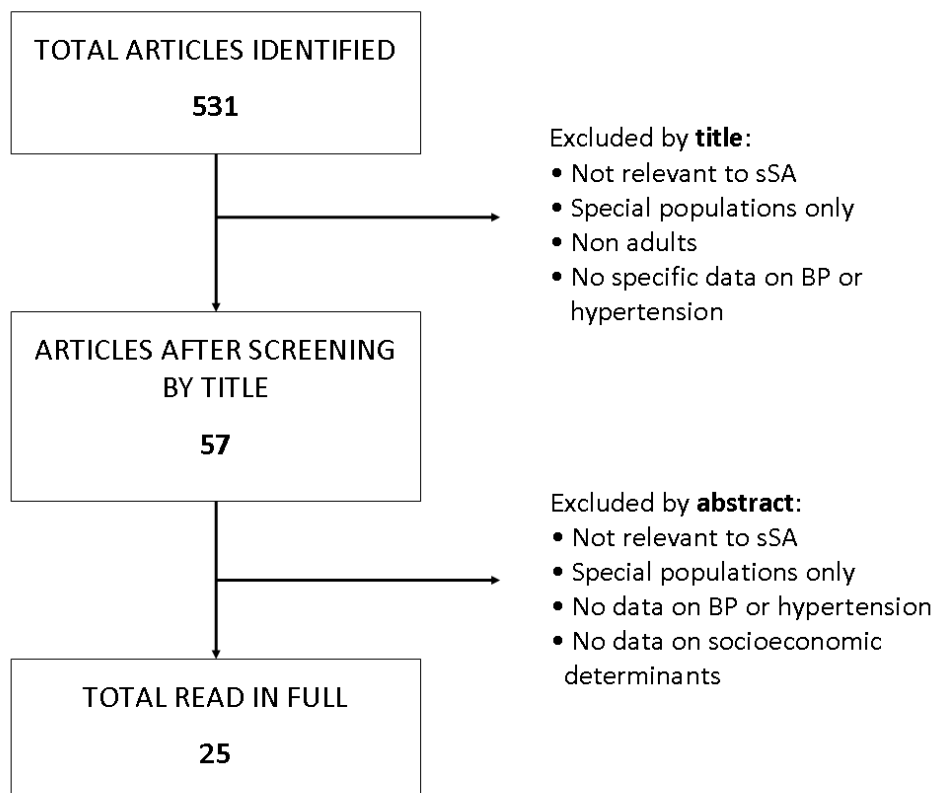 TOTAL ARTICLES IDENTIFIED
531
Excluded by title:
• Not relevant to sSA
• Special populations only
• Non adults
• No specific data on BP or
hypertension
ARTICLES AFTER SCREENING
BY TITLE
57
Excluded by abstract:
• Not relevant to sSA
• Special populations only
• No data on BP or hypertension
• No data on socioeconomic
determinants
TOTAL READ IN FULL
25